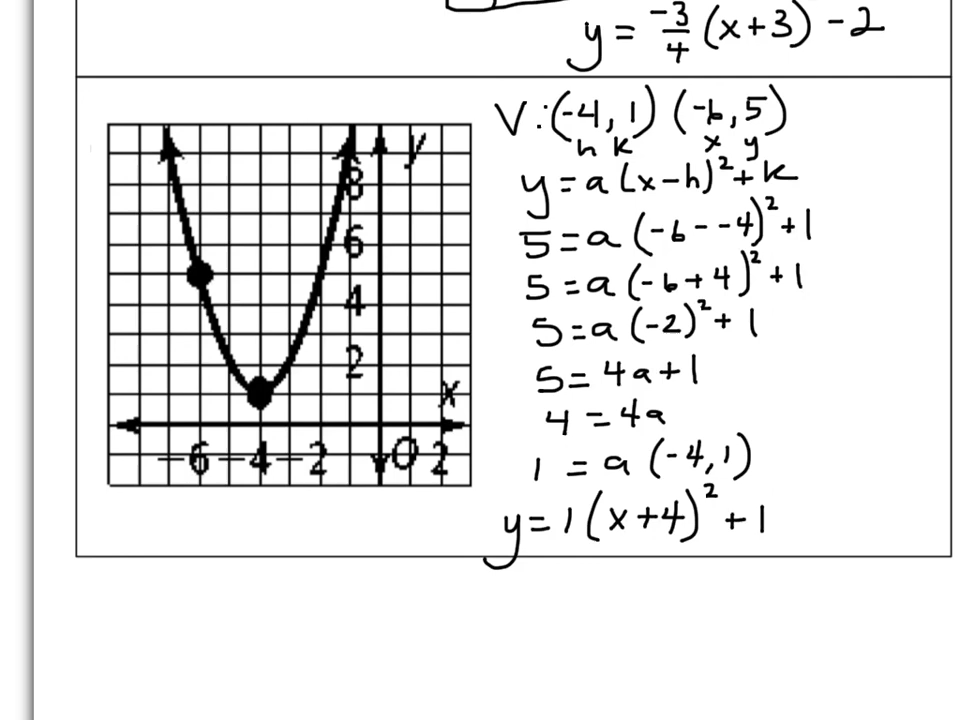 y = -3/4 (x+3) - 2
V: (-4, 1) (-6, 5)
h k x y
y = a(x-h)² + k
5 = a(-6--4)² + 1
5 = a(-6+4)² + 1
5 = a(-2)² + 1
5 = 4a + 1
4 = 4a
1 = a (-4, 1)
y = 1(x+4)² + 1
y
8
6
4
2
x
-6 -4 -2 O 2